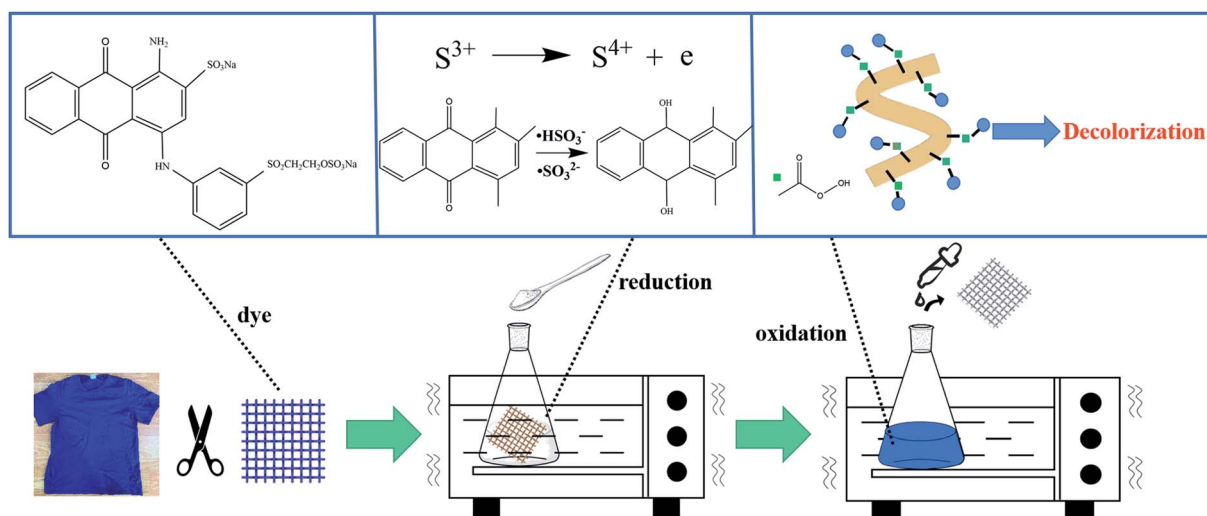 O
NH₂
SO₃Na
O
HN
SO₂CH₂CH₂OSO₃Na
S³⁺ → S⁴⁺ + e
O
O
•HSO₃⁻
•SO₃²⁻
OH
OH
O
O
OH
Decolorization
dye
reduction
oxidation